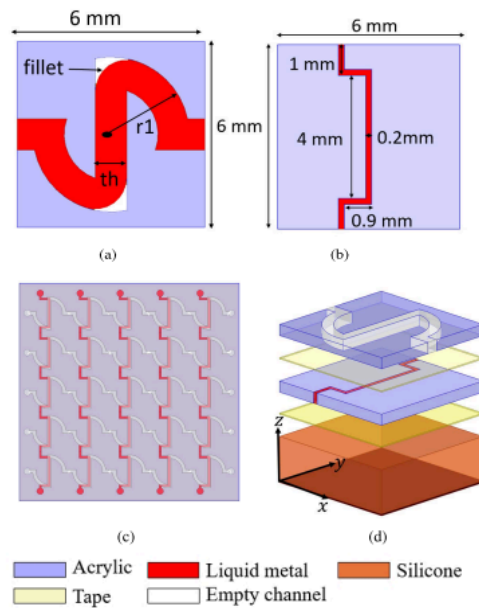 6 mm
fillet
r1
th
6 mm
(a)
6 mm
1 mm
4 mm
0.2mm
0.9 mm
(b)
(c)
z
y
x
(d)
Acrylic
Liquid metal
Silicone
Tape
Empty channel